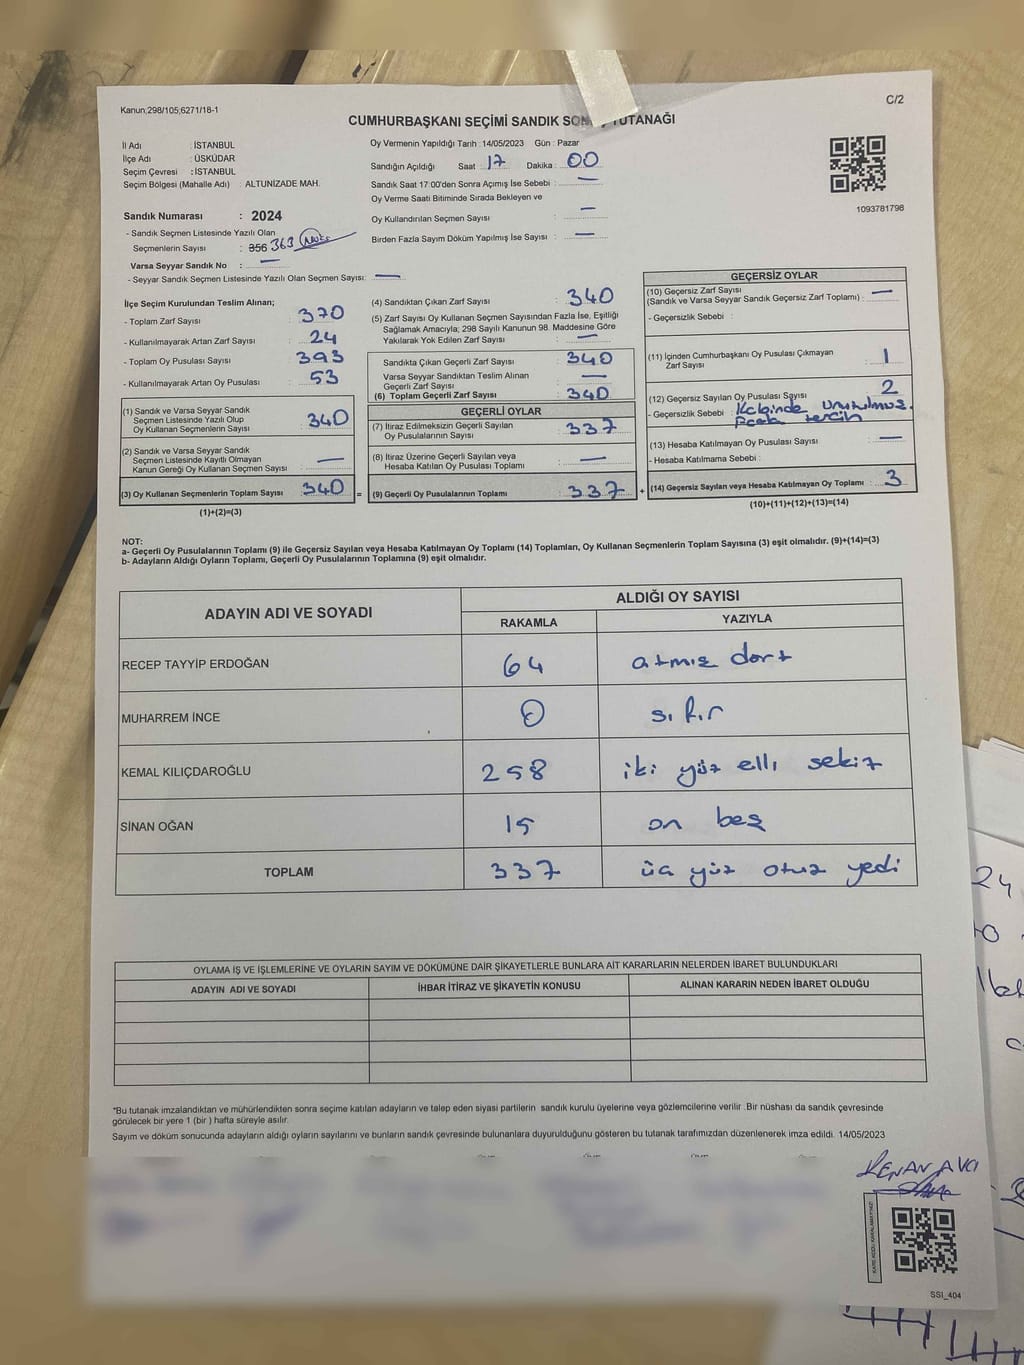 Kanun,298/105;6271/18-1
C/2
CUMHURBAŞKANI SEÇİMİ SANDIK SON TUTANAĞI
İl Adı : İSTANBUL
İlçe Adı : ÜSKÜDAR
Seçim Çevresi : İSTANBUL
Seçim Bölgesi (Mahalle Adı) : ALTUNİZADE MAH.
Oy Vermenin Yapıldığı Tarih : 14/05/2023 Gün : Pazar
Sandığın Açıldığı Saat 17 Dakika : 00
Sandık Saat 17:00'den Sonra Açımış İse Sebebi : —
Oy Verme Saati Bitiminde Sırada Bekleyen ve
Oy Kullandırılan Seçmen Sayısı : —
Birden Fazla Sayım Döküm Yapılmış İse Sayısı : —
1093781798
Sandık Numarası : 2024
- Sandık Seçmen Listesinde Yazılı Olan
Seçmenlerin Sayısı : 356 363
Varsa Seyyar Sandık No : —
- Seyyar Sandık Seçmen Listesinde Yazılı Olan Seçmen Sayısı: —
İlçe Seçim Kurulundan Teslim Alınan;
- Toplam Zarf Sayısı : 370
- Kullanılmayarak Artan Zarf Sayısı : 24
- Toplam Oy Pusulası Sayısı : 393
- Kullanılmayarak Artan Oy Pusulası : 53
(1) Sandık ve Varsa Seyyar Sandık
Seçmen Listesinde Yazılı Olup
Oy Kullanan Seçmenlerin Sayısı : 340
(2) Sandık ve Varsa Seyyar Sandık
Seçmen Listesinde Kayıtlı Olmayan
Kanun Gereği Oy Kullanan Seçmen Sayısı : —
(3) Oy Kullanan Seçmenlerin Toplam Sayısı : 340 =
(1)+(2)=(3)
(4) Sandıktan Çıkan Zarf Sayısı : 340
(5) Zarf Sayısı Oy Kullanan Seçmen Sayısından Fazla İse, Eşitliği
Sağlamak Amacıyla; 298 Sayılı Kanunun 98. Maddesine Göre
Yakılarak Yok Edilen Zarf Sayısı : —
Sandıkta Çıkan Geçerli Zarf Sayısı : 340
Varsa Seyyar Sandıktan Teslim Alınan
Geçerli Zarf Sayısı : —
(6) Toplam Geçerli Zarf Sayısı : 340
GEÇERLİ OYLAR
(7) İtiraz Edilmeksizin Geçerli Sayılan
Oy Pusulalarının Sayısı : 337
(8) İtiraz Üzerine Geçerli Sayılan veya
Hesaba Katılan Oy Pusulası Toplamı : —
(9) Geçerli Oy Pusulalarının Toplamı : 337 +
GEÇERSİZ OYLAR
(10) Geçersiz Zarf Sayısı
(Sandık ve Varsa Seyyar Sandık Geçersiz Zarf Toplamı) : —
- Geçersizlik Sebebi :
(11) İçinden Cumhurbaşkanı Oy Pusulası Çıkmayan
Zarf Sayısı : 1
(12) Geçersiz Sayılan Oy Pusulası Sayısı : 2
- Geçersizlik Sebebi : unutulmuş.
tercih
(13) Hesaba Katılmayan Oy Pusulası Sayısı : —
- Hesaba Katılmama Sebebi :
(14) Geçersiz Sayılan veya Hesaba Katılmayan Oy Toplamı : 3
(10)+(11)+(12)+(13)=(14)
NOT:
a- Geçerli Oy Pusulalarının Toplamı (9) ile Geçersiz Sayılan veya Hesaba Katılmayan Oy Toplamı (14) Toplamları, Oy Kullanan Seçmenlerin Toplam Sayısına (3) eşit olmalıdır. (9)+(14)=(3)
b- Adayların Aldığı Oyların Toplamı, Geçerli Oy Pusulalarının Toplamına (9) eşit olmalıdır.
ADAYIN ADI VE SOYADI
ALDIĞI OY SAYISI
RAKAMLA YAZIYLA
RECEP TAYYİP ERDOĞAN 64 atmış dört
MUHARREM İNCE 0 sıfır
KEMAL KILIÇDAROĞLU 258 iki yüz elli sekiz
SİNAN OĞAN 15 on beş
TOPLAM 337 üç yüz otuz yedi
OYLAMA İŞ VE İŞLEMLERİNE VE OYLARIN SAYIM VE DÖKÜMÜNE DAİR ŞİKAYETLERLE BUNLARA AİT KARARLARIN NELERDEN İBARET BULUNDUKLARI
ADAYIN ADI VE SOYADI İHBAR İTİRAZ VE ŞİKAYETİN KONUSU ALINAN KARARIN NEDEN İBARET OLDUĞU
*Bu tutanak imzalandıktan ve mühürlendikten sonra seçime katılan adayların ve talep eden siyasi partilerin sandık kurulu üyelerine veya gözlemcilerine verilir .Bir nüshası da sandık çevresinde
görülecek bir yere 1 (bir ) hafta süreyle asılır.
Sayım ve döküm sonucunda adayların aldığı oyların sayılarını ve bunların sandık çevresinde bulunanlara duyurulduğunu gösteren bu tutanak tarafımızdan düzenlenerek imza edildi. 14/05/2023
KENAN AVCI
SSI_404
24